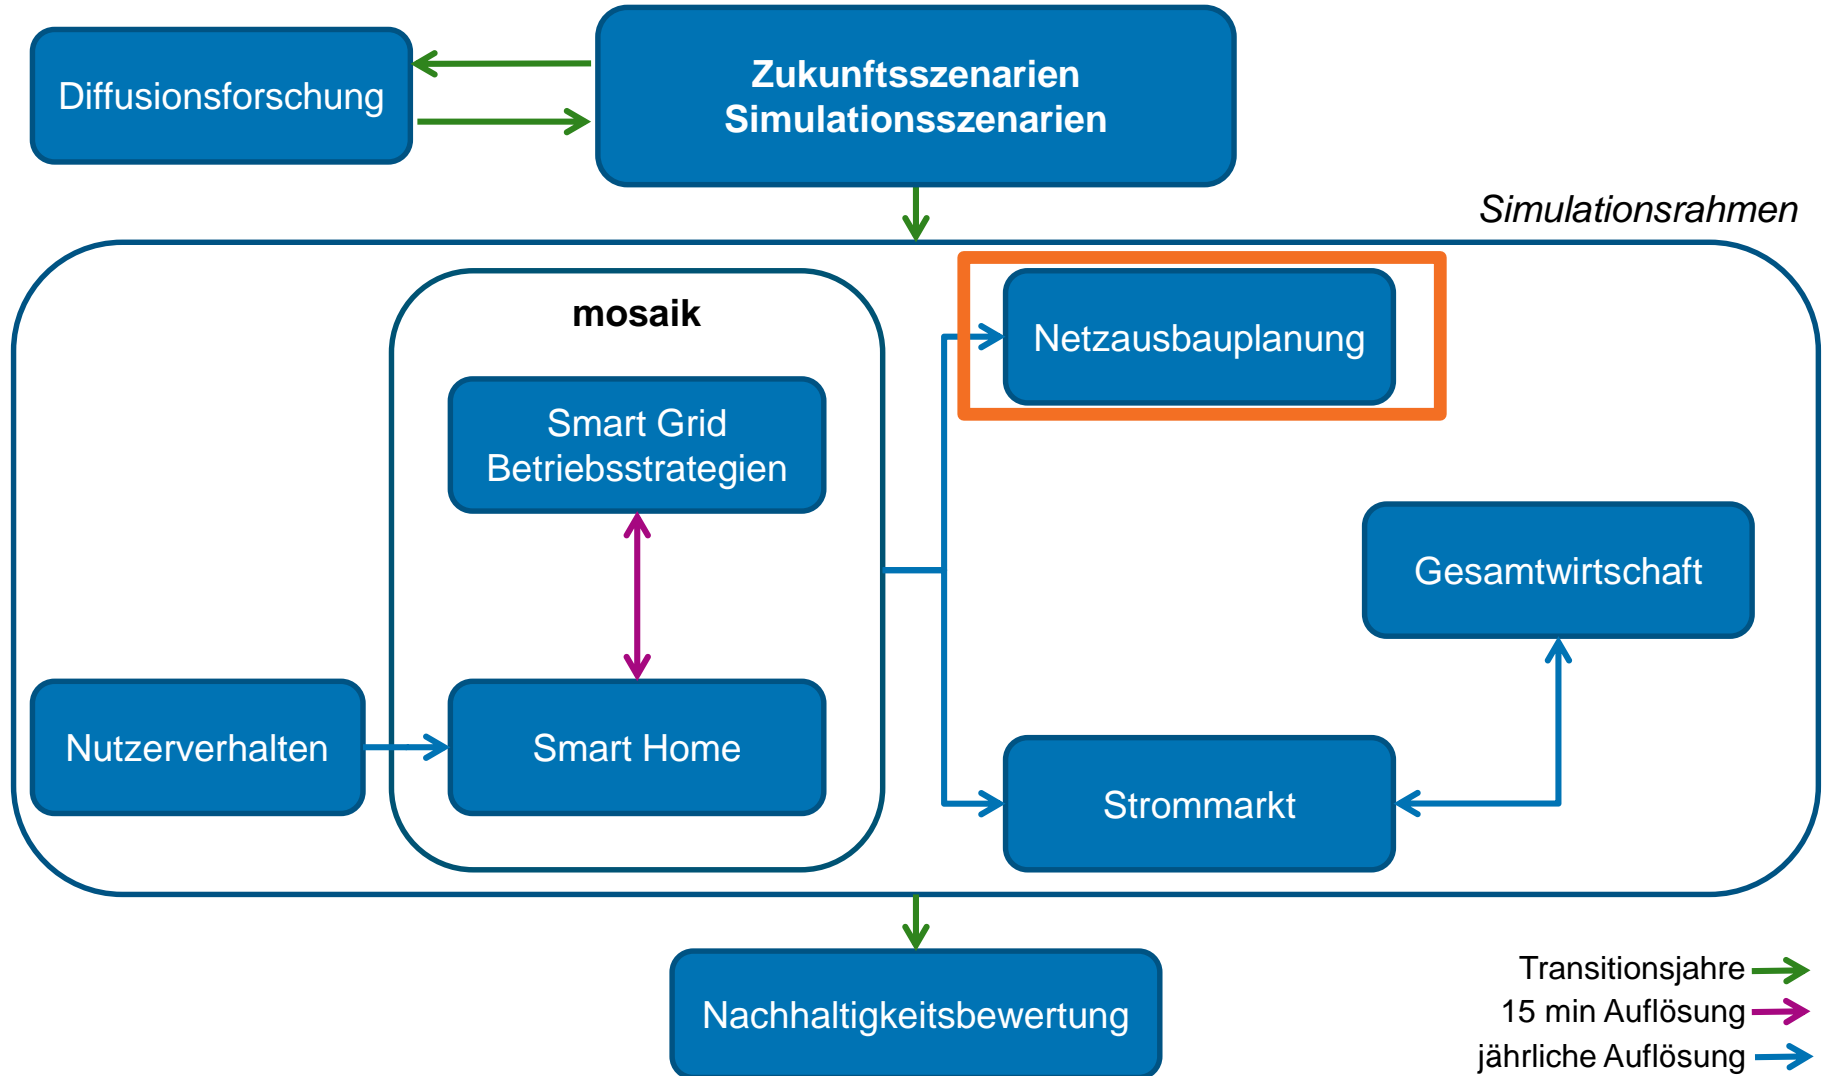 Diffusionsforschung
Zukunftsszenarien
Simulationsszenarien
Simulationsrahmen
mosaik
Netzausbauplanung
Smart Grid
Betriebsstrategien
Gesamtwirtschaft
Nutzerverhalten
Smart Home
Strommarkt
Nachhaltigkeitsbewertung
Transitionsjahre
15 min Auflösung
jährliche Auflösung